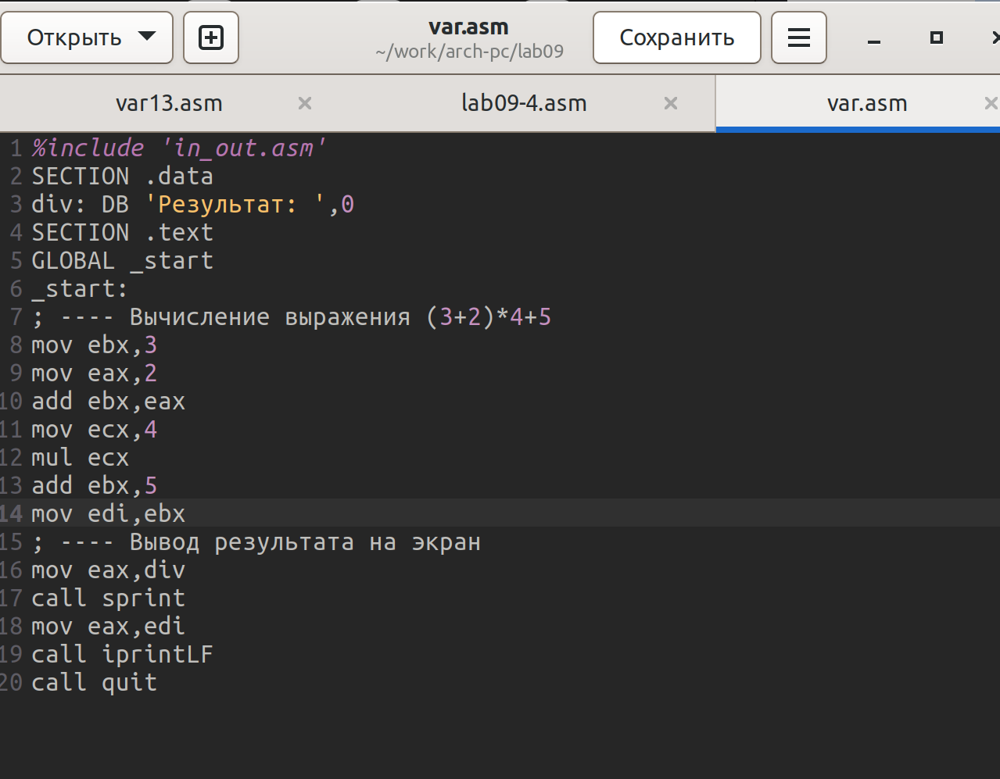 Открыть
var.asm
~/work/arch-pc/lab09
Сохранить
var13.asm
lab09-4.asm
var.asm
1 %include 'in_out.asm'
2 SECTION .data
3 div: DB 'Результат: ',0
4 SECTION .text
5 GLOBAL _start
6 _start:
7 ; ---- Вычисление выражения (3+2)*4+5
8 mov ebx,3
9 mov eax,2
10 add ebx,eax
11 mov ecx,4
12 mul ecx
13 add ebx,5
14 mov edi,ebx
15 ; ---- Вывод результата на экран
16 mov eax,div
17 call sprint
18 mov eax,edi
19 call iprintLF
20 call quit